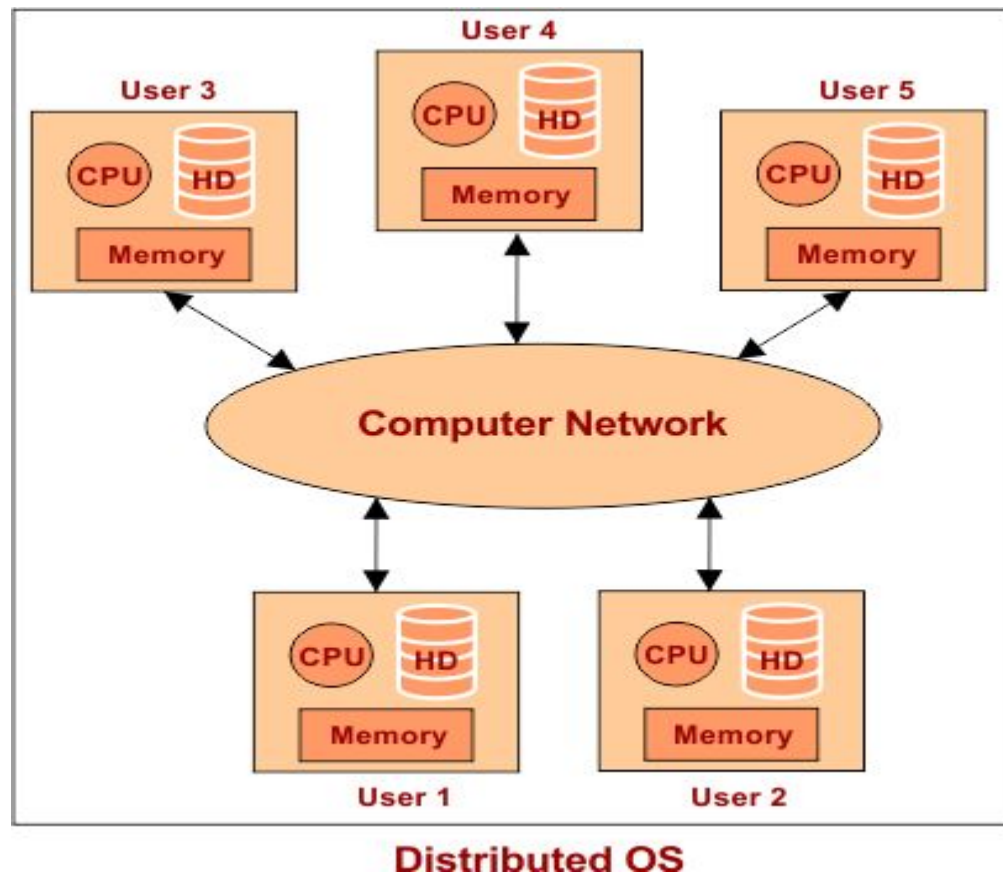 User 4
CPU
HD
Memory
User 3
CPU
HD
Memory
User 5
CPU
HD
Memory
Computer Network
CPU
HD
Memory
User 1
CPU
HD
Memory
User 2
Distributed OS